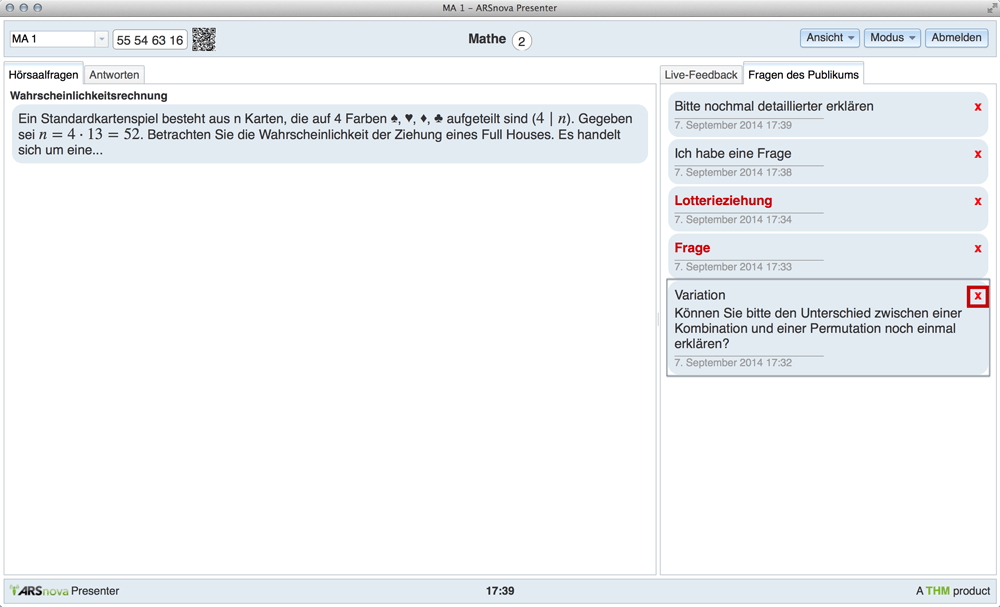 MA 1 – ARSnova Presenter
MA 1
55 54 63 16
Mathe 2
Ansicht
Modus
Abmelden
Hörsaalfragen
Antworten
Wahrscheinlichkeitsrechnung
Ein Standardkartenspiel besteht aus n Karten, die auf 4 Farben ♠, ♥, ♦, ♣ aufgeteilt sind (4 | n). Gegeben
sei n = 4 · 13 = 52. Betrachten Sie die Wahrscheinlichkeit der Ziehung eines Full Houses. Es handelt
sich um eine...
Live-Feedback
Fragen des Publikums
Bitte nochmal detaillierter erklären
x
7. September 2014 17:39
Ich habe eine Frage
x
7. September 2014 17:38
Lotterieziehung
x
7. September 2014 17:34
Frage
x
7. September 2014 17:33
Variation
x
Können Sie bitte den Unterschied zwischen einer
Kombination und einer Permutation noch einmal
erklären?
7. September 2014 17:32
ARSnova Presenter
17:39
A THM product